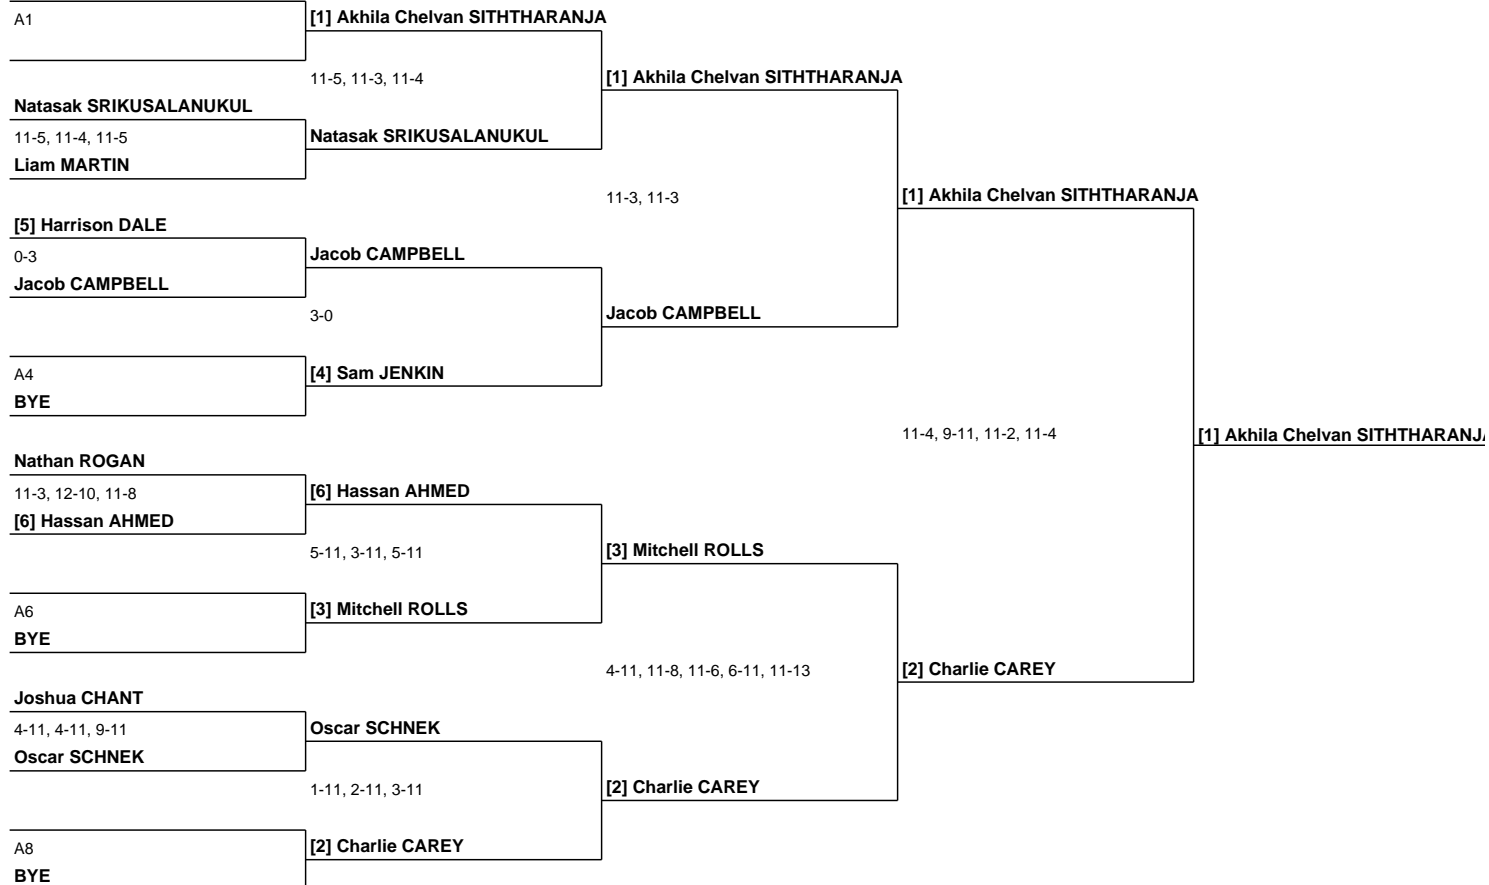 A1
[1] Akhila Chelvan SITHTHARANJA
11-5, 11-3, 11-4
[1] Akhila Chelvan SITHTHARANJA
Natasak SRIKUSALANUKUL
11-5, 11-4, 11-5
Natasak SRIKUSALANUKUL
Liam MARTIN
11-3, 11-3
[1] Akhila Chelvan SITHTHARANJA
[5] Harrison DALE
0-3
Jacob CAMPBELL
Jacob CAMPBELL
3-0
Jacob CAMPBELL
A4
[4] Sam JENKIN
BYE
11-4, 9-11, 11-2, 11-4
[1] Akhila Chelvan SITHTHARANJA
Nathan ROGAN
11-3, 12-10, 11-8
[6] Hassan AHMED
[6] Hassan AHMED
5-11, 3-11, 5-11
[3] Mitchell ROLLS
A6
[3] Mitchell ROLLS
BYE
4-11, 11-8, 11-6, 6-11, 11-13
[2] Charlie CAREY
Joshua CHANT
4-11, 4-11, 9-11
Oscar SCHNEK
Oscar SCHNEK
1-11, 2-11, 3-11
[2] Charlie CAREY
A8
[2] Charlie CAREY
BYE